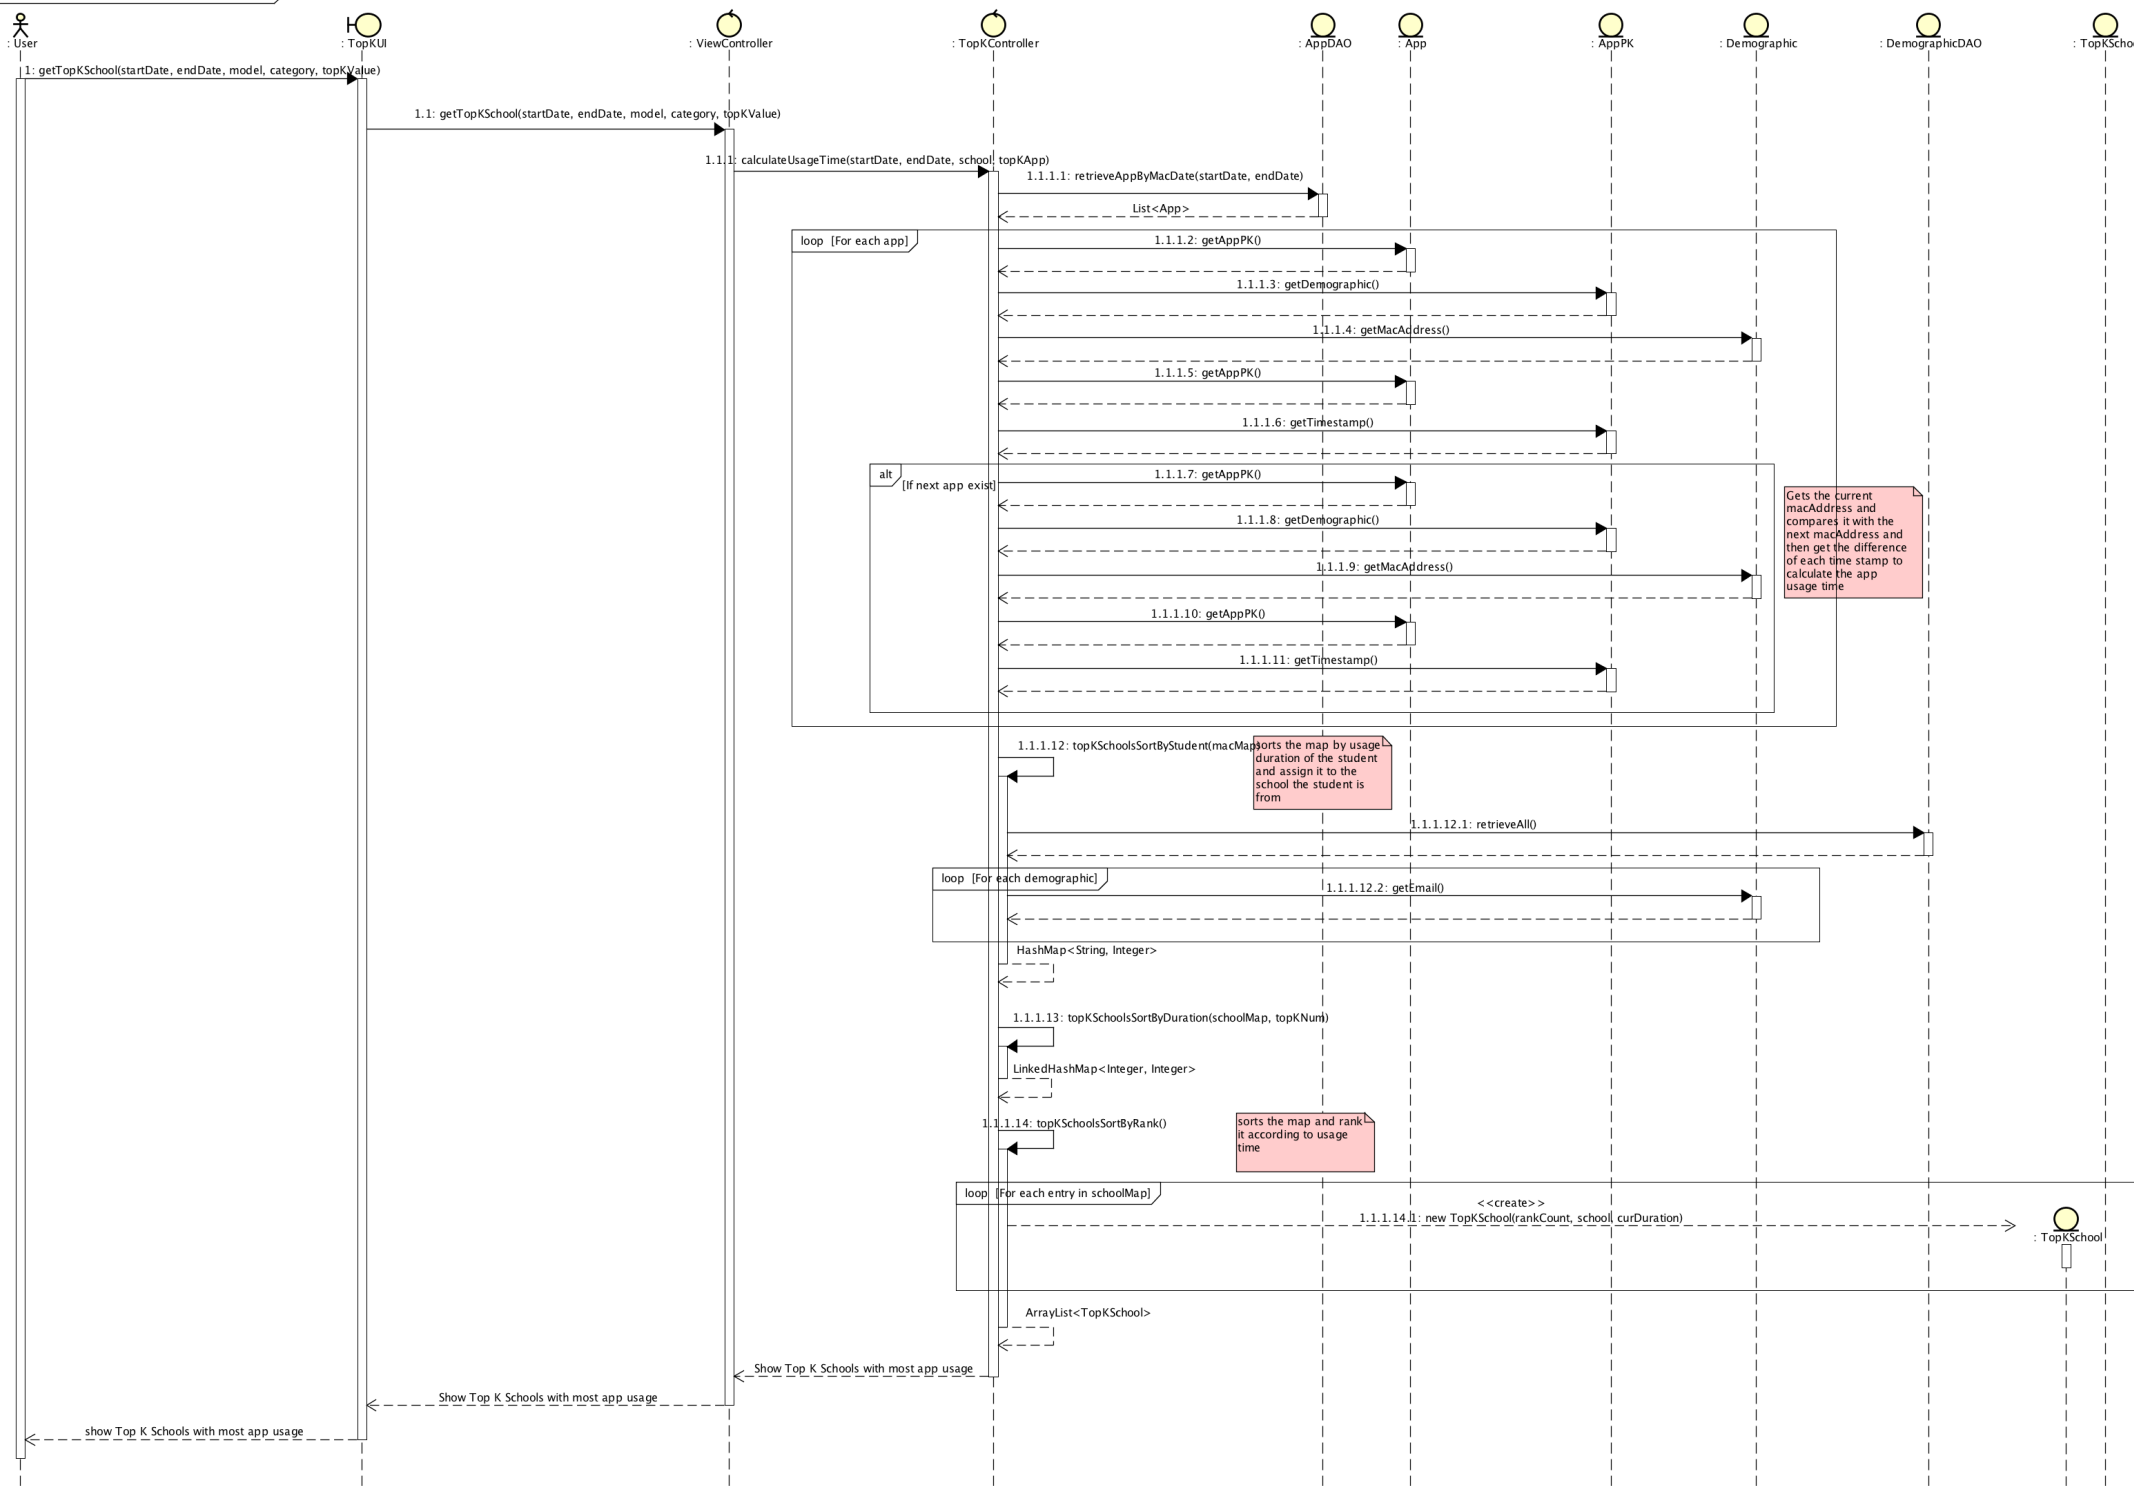 : User
: TopKUI
: ViewController
: TopKController
: AppDAO
: App
: AppPK
: Demographic
: DemographicDAO
1: getTopKSchool(startDate, endDate, model, category, topKValue)
1.1: getTopKSchool(startDate, endDate, model, category, topKValue)
1.1.1: calculateUsageTime(startDate, endDate, school, topKApp)
1.1.1.1: retrieveAppByMacDate(startDate, endDate)
List<App>
loop [For each app]
1.1.1.2: getAppPK()
1.1.1.3: getDemographic()
1.1.1.4: getMacAddress()
1.1.1.5: getAppPK()
1.1.1.6: getTimestamp()
alt
[If next app exist]
1.1.1.7: getAppPK()
1.1.1.8: getDemographic()
1.1.1.9: getMacAddress()
1.1.1.10: getAppPK()
1.1.1.11: getTimestamp()
Gets the current
macAddress and
compares it with the
next macAddress and
then get the difference
of each time stamp to
calculate the app
usage time
1.1.1.12: topKSchoolsSortByStudent(macMap)
sorts the map by usage
duration of the student
and assign it to the
school the student is
from
1.1.1.12.1: retrieveAll()
loop [For each demographic]
1.1.1.12.2: getEmail()
HashMap<String, Integer>
1.1.1.13: topKSchoolsSortByDuration(schoolMap, topKNum)
LinkedHashMap<Integer, Integer>
1.1.1.14: topKSchoolsSortByRank()
sorts the map and rank
it according to usage
time
loop [For each entry in schoolMap]
<<create>>
1.1.1.14.1: new TopKSchool(rankCount, school, curDuration)
: TopKSchool
ArrayList<TopKSchool>
Show Top K Schools with most app usage
Show Top K Schools with most app usage
show Top K Schools with most app usage